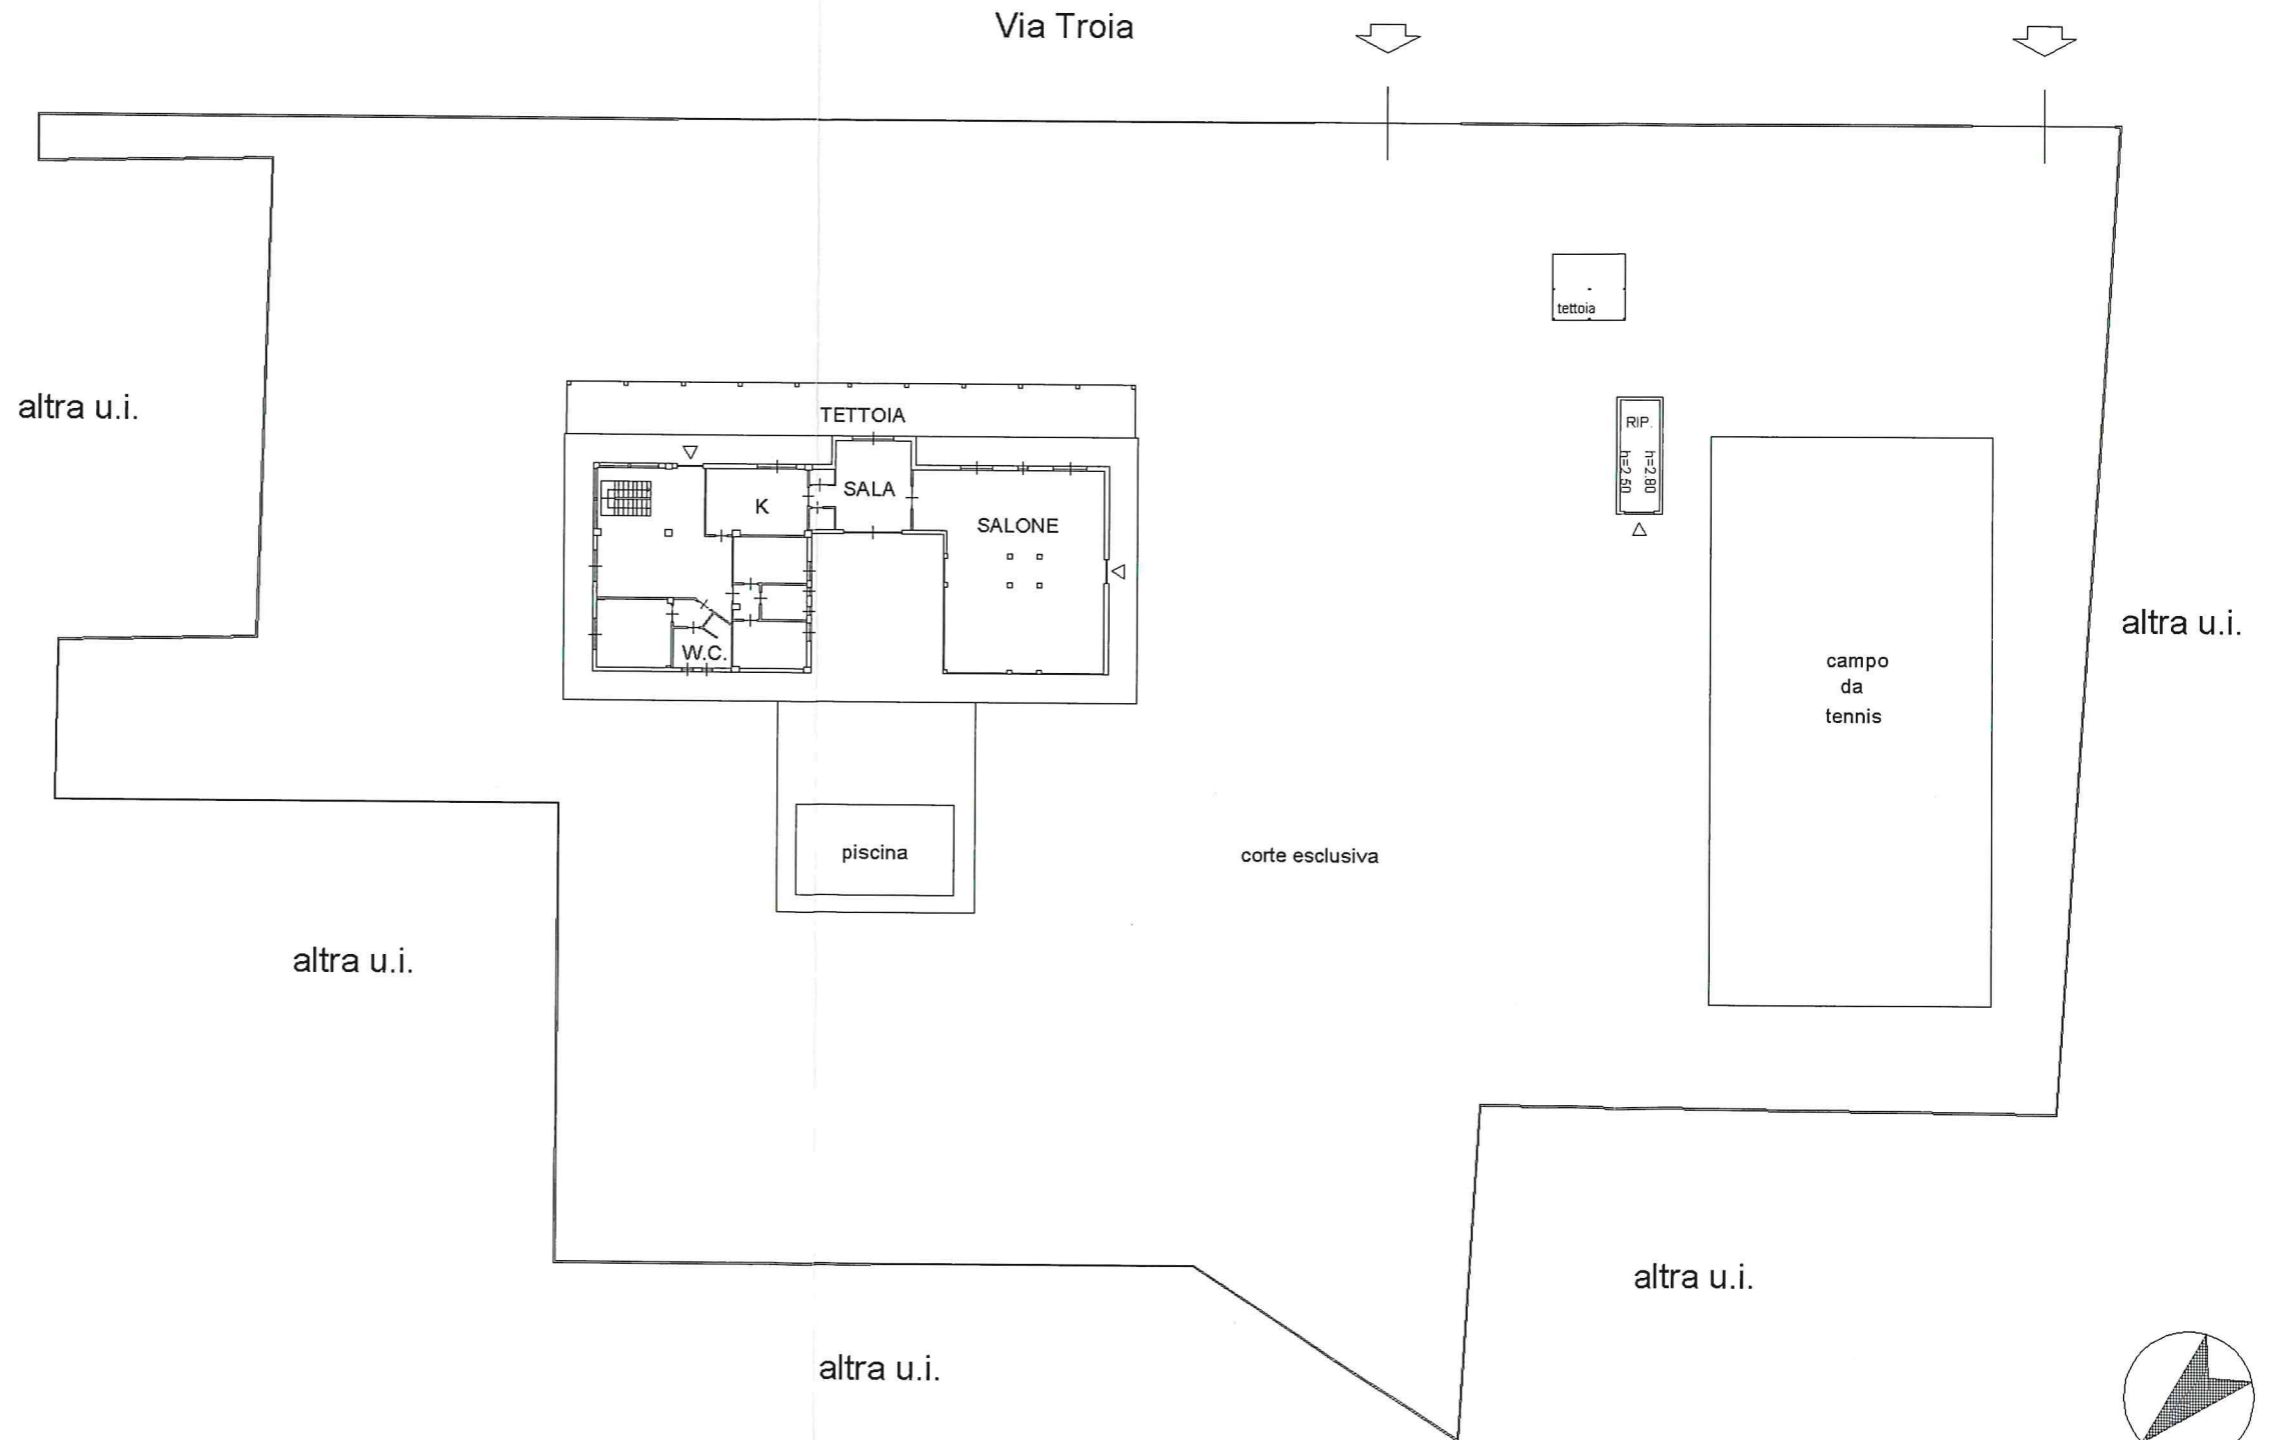 Via Troia
tettoia
altra u.i.
TETTOIA
RIP.
h=2.80
h=2.50
K
SALA
SALONE
altra u.i.
W.C.
campo
da
tennis
piscina
corte esclusiva
altra u.i.
altra u.i.
altra u.i.